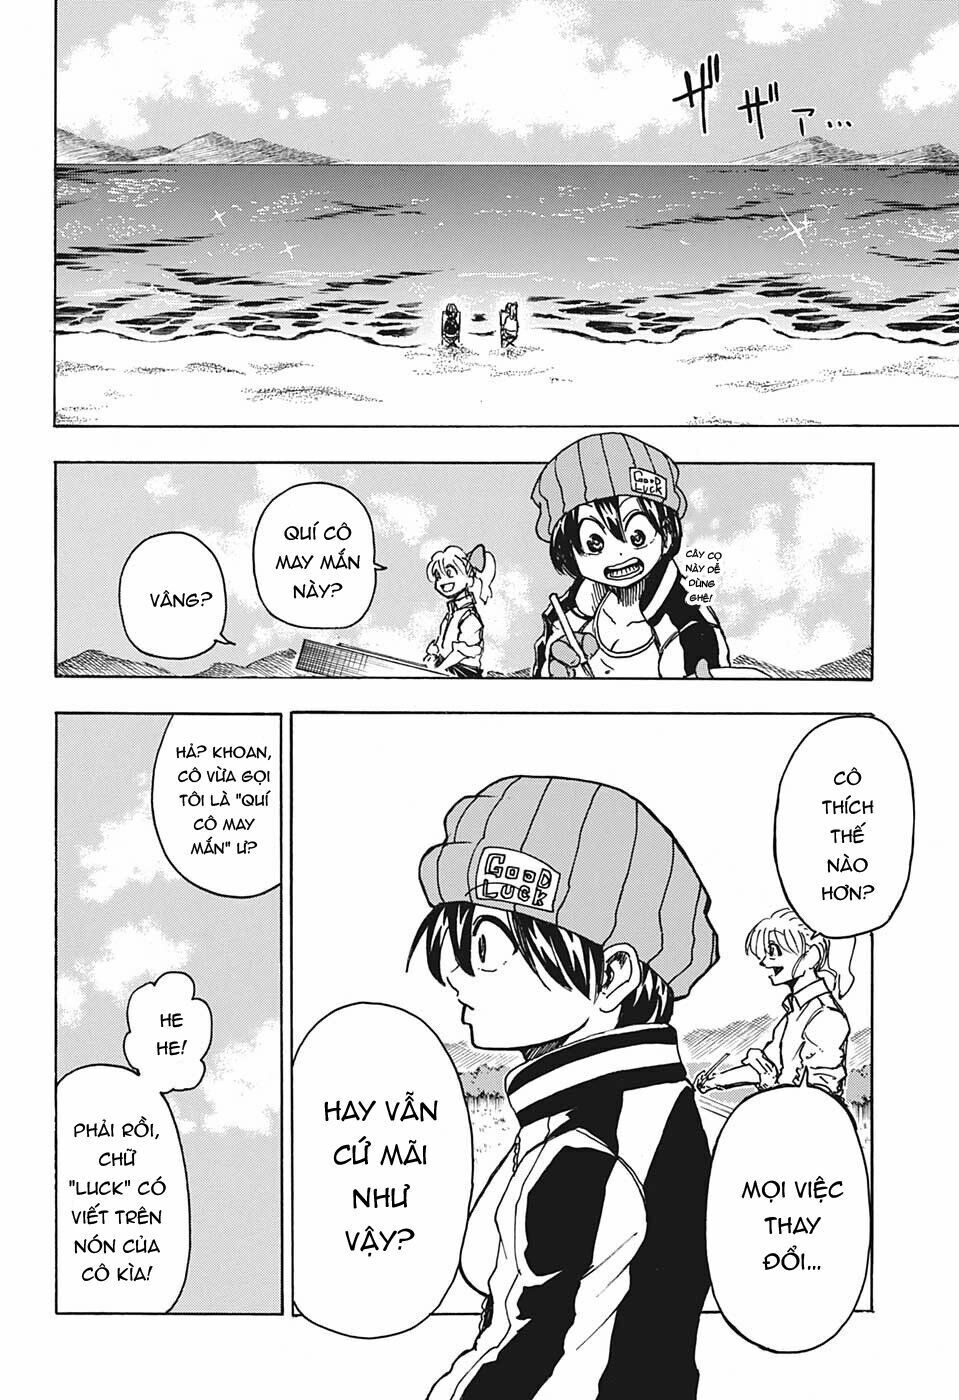 ザザァ...
GOOD
LUCK
CÂY CỌ
NÀY DỄ
DÙNG
GHÊ!
QUÍ CÔ
MAY MẮN
NÀY?
VÂNG?
CÔ
THÍCH
THẾ
NÀO
HƠN?
GOOD
LUCK
MỌI VIỆC
THAY
ĐỔI...
HAY VẪN
CỨ MÃI
NHƯ
VẬY?
HẢ? KHOAN,
CÔ VỪA GỌI
TÔI LÀ "QUÍ
CÔ MAY
MẮN" Ư?
HE
HE!
PHẢI RỒI,
CHỮ
"LUCK" CÓ
VIẾT TRÊN
NÓN CỦA
CÔ KÌA!